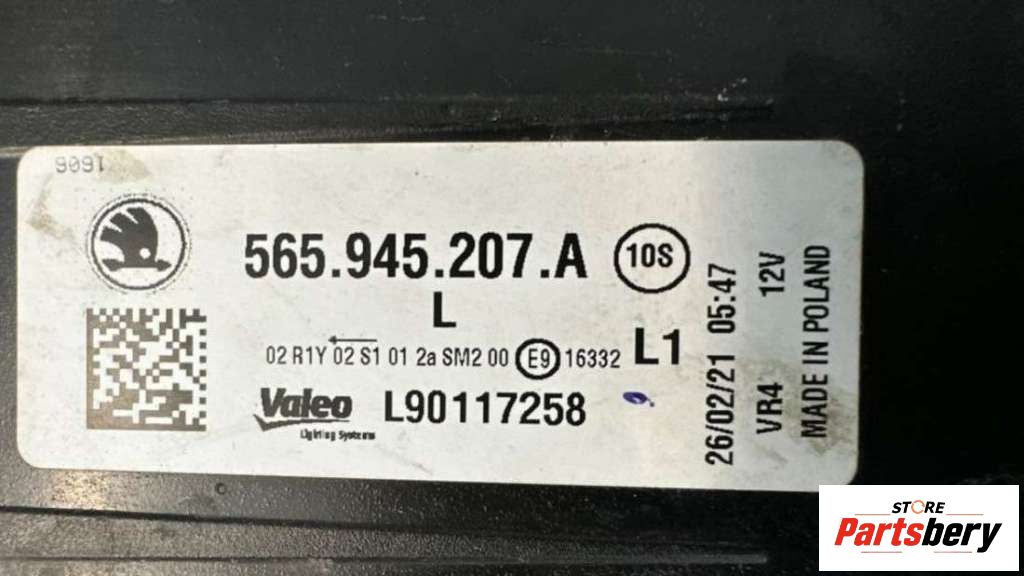 1606
565.945.207.A 10S
L
02 R1Y 02 S1 01 2a SM2 00 E9 16332 L1
Valeo L90117258
Lighting Systems
26/02/21 05:47
VR4 12V
MADE IN POLAND
STORE
Partsbery